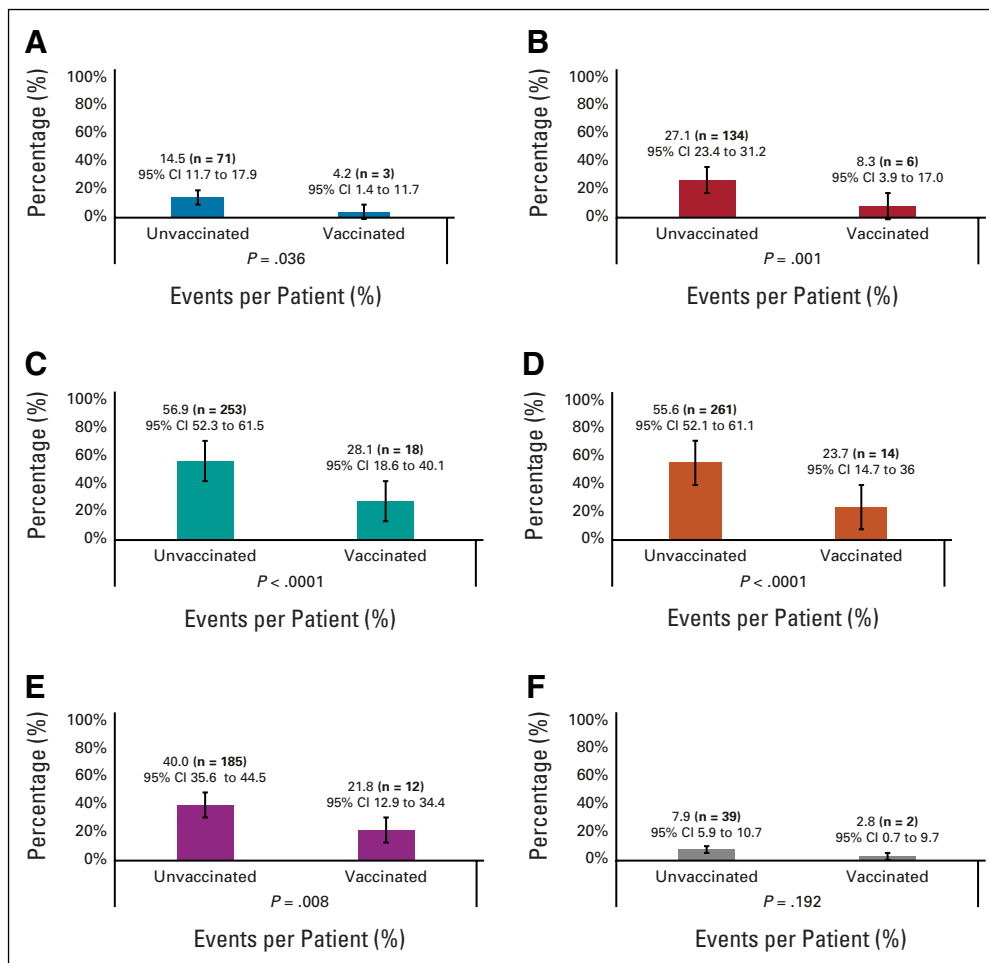 A
Percentage (%)
100%
80%
60%
40%
20%
0%
14.5 (n = 71)
95% CI 11.7 to 17.9
4.2 (n = 3)
95% CI 1.4 to 11.7
Unvaccinated
Vaccinated
P = .036
Events per Patient (%)
B
Percentage (%)
100%
80%
60%
40%
20%
0%
27.1 (n = 134)
95% CI 23.4 to 31.2
8.3 (n = 6)
95% CI 3.9 to 17.0
Unvaccinated
Vaccinated
P = .001
Events per Patient (%)
C
Percentage (%)
100%
80%
60%
40%
20%
0%
56.9 (n = 253)
95% CI 52.3 to 61.5
28.1 (n = 18)
95% CI 18.6 to 40.1
Unvaccinated
Vaccinated
P < .0001
Events per Patient (%)
D
Percentage (%)
100%
80%
60%
40%
20%
0%
55.6 (n = 261)
95% CI 52.1 to 61.1
23.7 (n = 14)
95% CI 14.7 to 36
Unvaccinated
Vaccinated
P < .0001
Events per Patient (%)
E
Percentage (%)
100%
80%
60%
40%
20%
0%
40.0 (n = 185)
95% CI 35.6 to 44.5
21.8 (n = 12)
95% CI 12.9 to 34.4
Unvaccinated
Vaccinated
P = .008
Events per Patient (%)
F
Percentage (%)
100%
80%
60%
40%
20%
0%
7.9 (n = 39)
95% CI 5.9 to 10.7
2.8 (n = 2)
95% CI 0.7 to 9.7
Unvaccinated
Vaccinated
P = .192
Events per Patient (%)